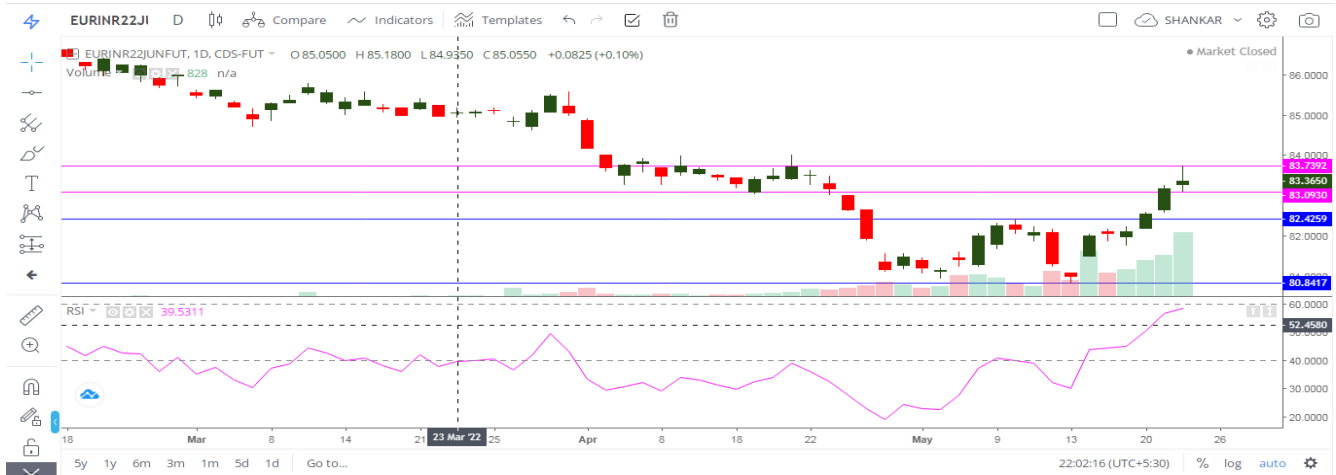 EURINR22JU D Compare Indicators Templates SHANKAR
EURINR22JUNFUT, 1D, CDS-FUT O 85.0500 H 85.1800 L 84.9350 C 85.0550 +0.0825 (+0.10%) Market Closed
Volume 828 n/a
86.0000
85.0000
84.0000
83.7392
83.3650
83.0930
82.4259
82.0000
80.8417
RSI 39.5311
60.0000
52.4580
40.0000
30.0000
20.0000
18 Mar 8 14 21 23 Mar '22 25 Apr 8 18 22 May 9 13 20 26
5y 1y 6m 3m 1m 5d 1d Go to... 22:02:16 (UTC+5:30) % log auto